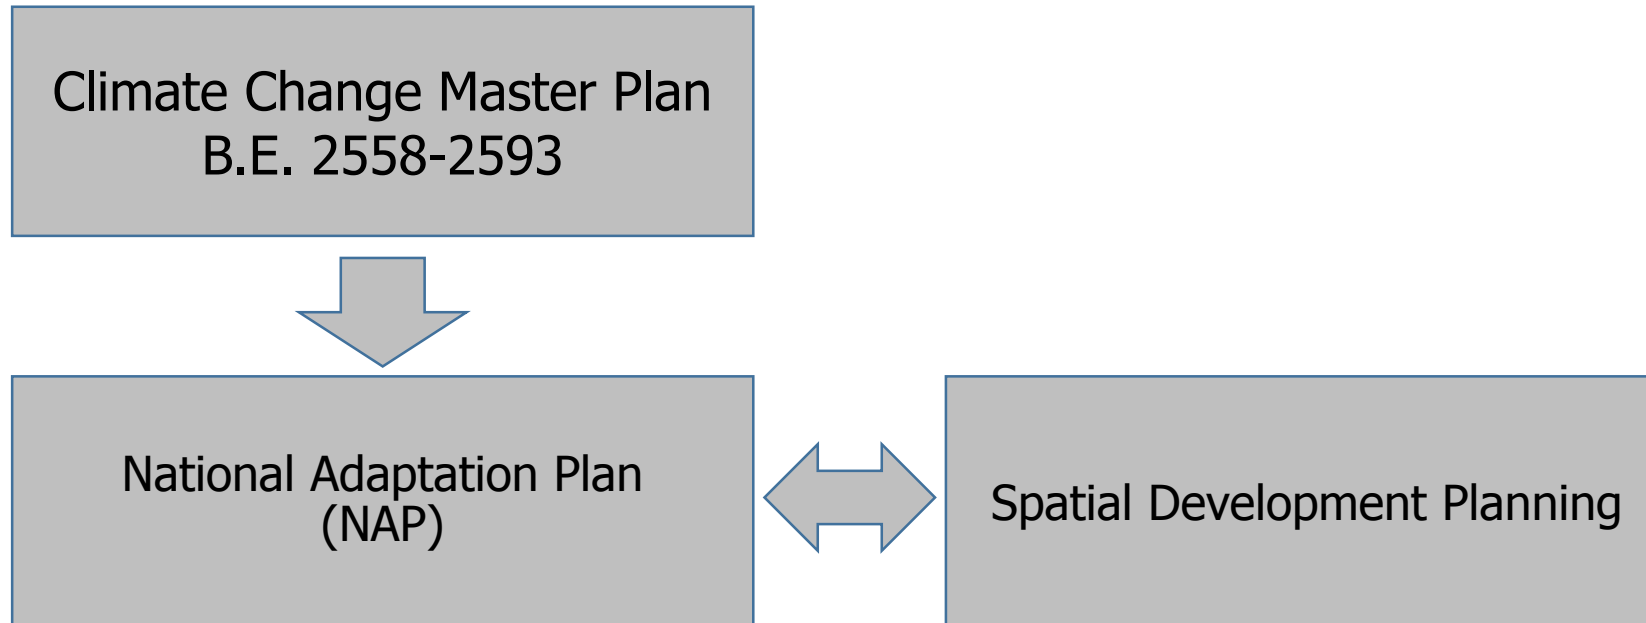 Climate Change Master Plan
B.E. 2558-2593
National Adaptation Plan
(NAP)
Spatial Development Planning